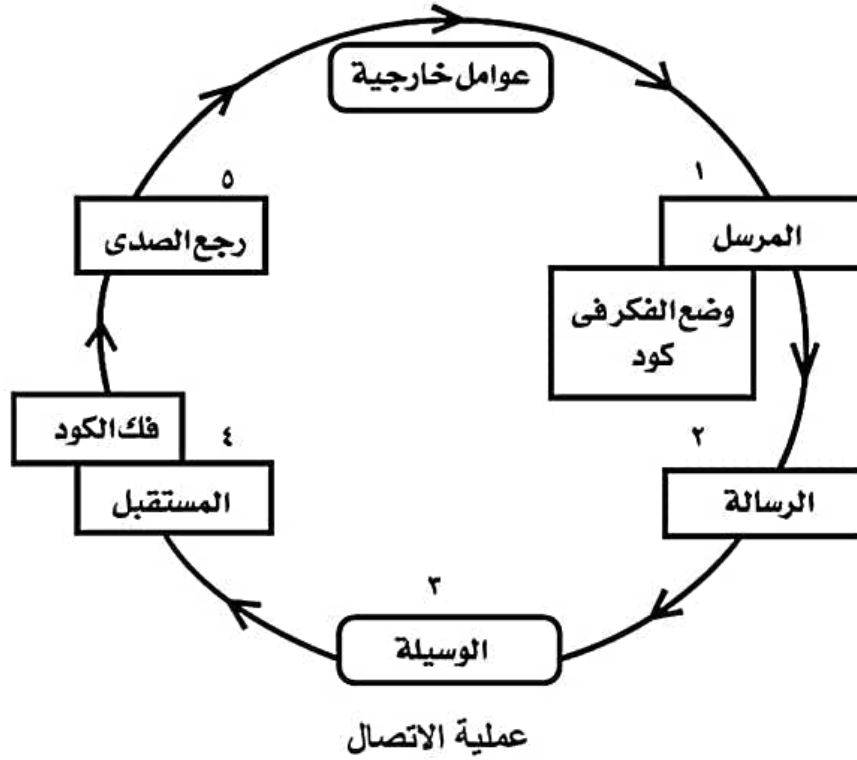 عوامل خارجية
١
المرسل
وضع الفكر فى
كود
٢
الرسالة
٣
الوسيلة
٤
المستقبل
فك الكود
٥
رجع الصدى
عملية الاتصال